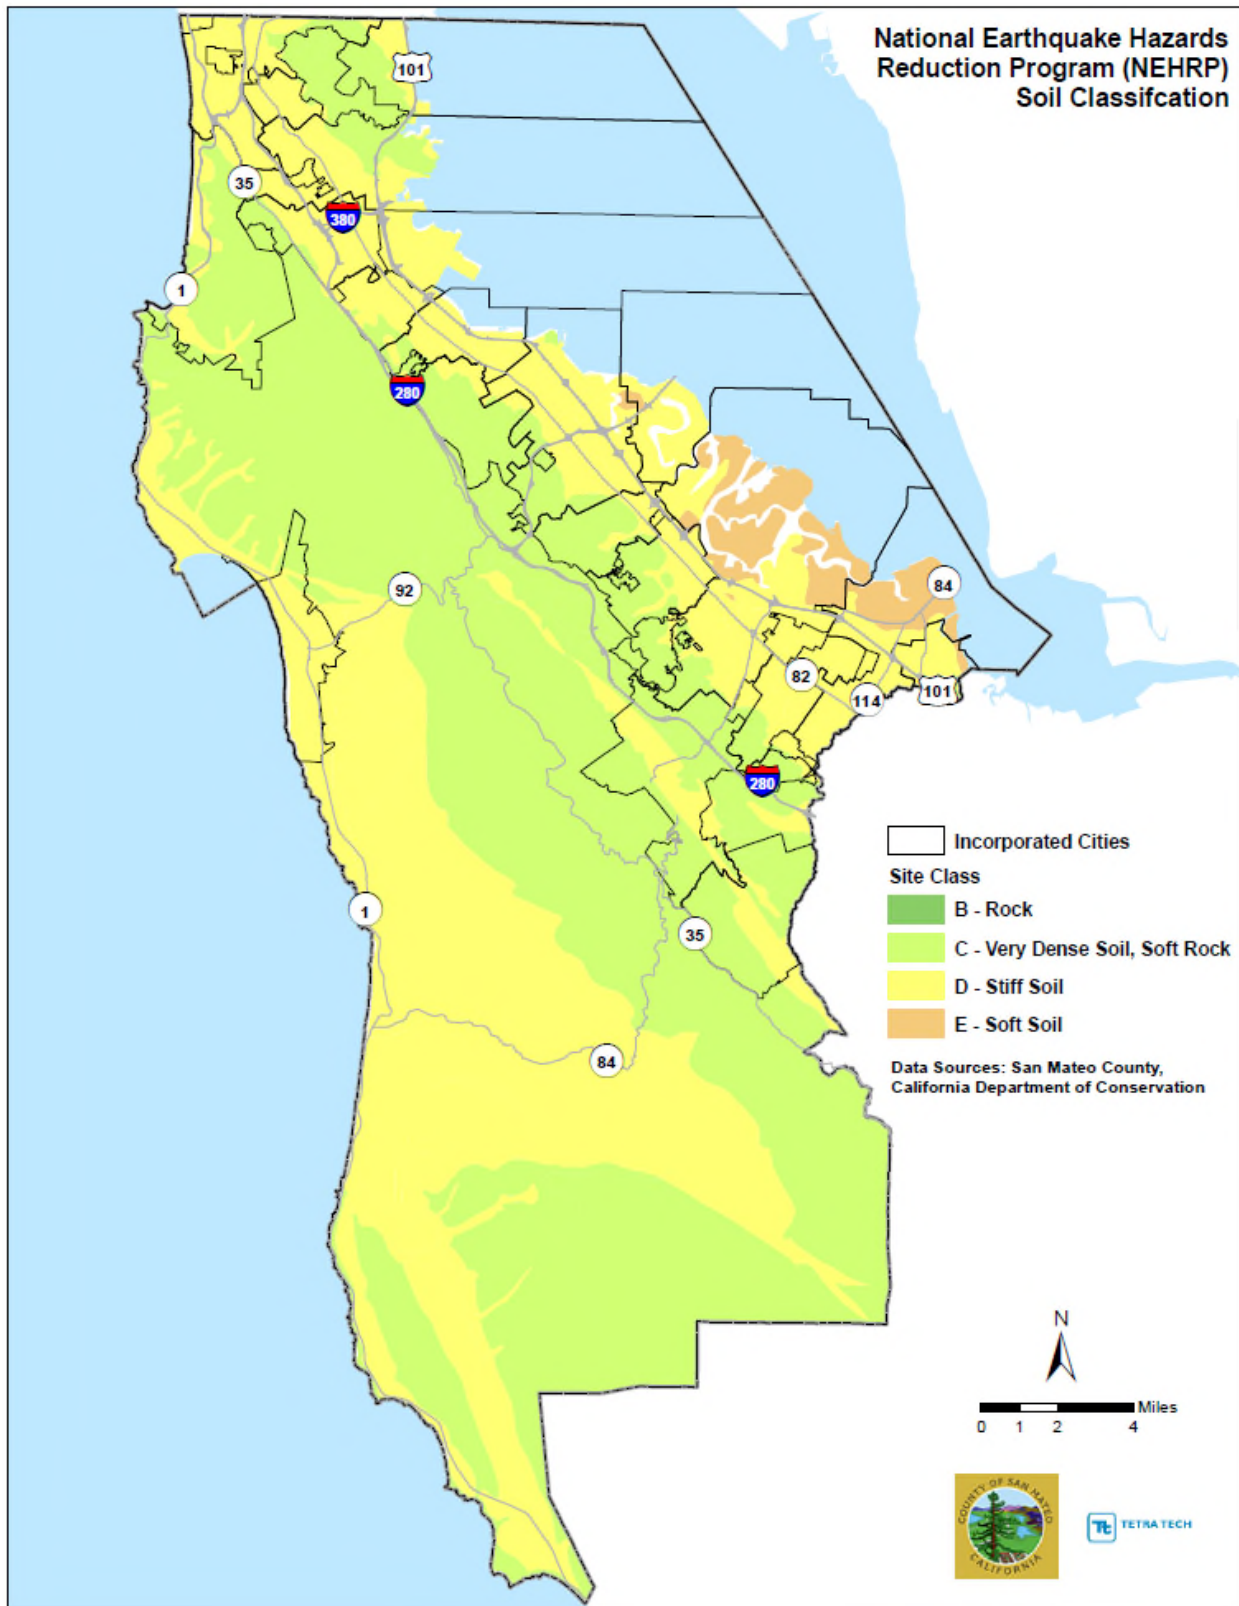 National Earthquake Hazards
Reduction Program (NEHRP)
Soil Classifcation
101
35
380
1
280
92
84
82
114
101
280
1
35
84
Incorporated Cities
Site Class
B - Rock
C - Very Dense Soil, Soft Rock
D - Stiff Soil
E - Soft Soil
Data Sources: San Mateo County,
California Department of Conservation
N
Miles
0 1 2 4
COUNTY OF SAN MATEO
CALIFORNIA
Tt TETRA TECH